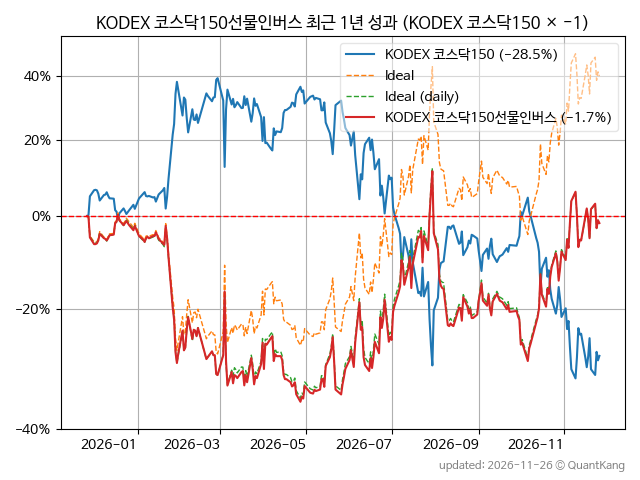 KODEX 코스닥150선물인버스 최근 1년 성과 (KODEX 코스닥150 × −1)
KODEX 코스닥150 (−28.5%)
Ideal
Ideal (daily)
KODEX 코스닥150선물인버스 (−1.7%)
40%
20%
0%
−20%
−40%
2026-01
2026-03
2026-05
2026-07
2026-09
2026-11
updated: 2026-11-26 © QuantKang